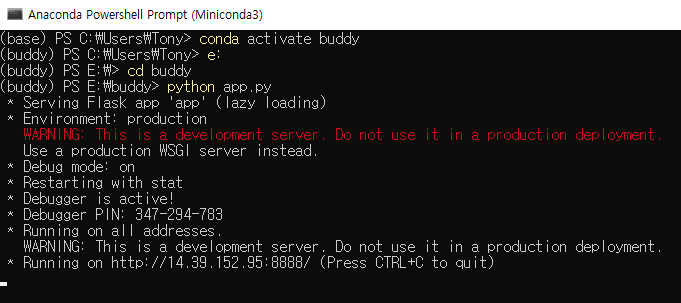 Anaconda Powershell Prompt (Miniconda3)
(base) PS C:₩Users₩Tony> conda activate buddy
(buddy) PS C:₩Users₩Tony> e:
(buddy) PS E:₩> cd buddy
(buddy) PS E:₩buddy> python app.py
* Serving Flask app 'app' (lazy loading)
* Environment: production
WARNING: This is a development server. Do not use it in a production deployment.
Use a production WSGI server instead.
* Debug mode: on
* Restarting with stat
* Debugger is active!
* Debugger PIN: 347-294-783
* Running on all addresses.
WARNING: This is a development server. Do not use it in a production deployment.
* Running on http://14.39.152.95:8888/ (Press CTRL+C to quit)